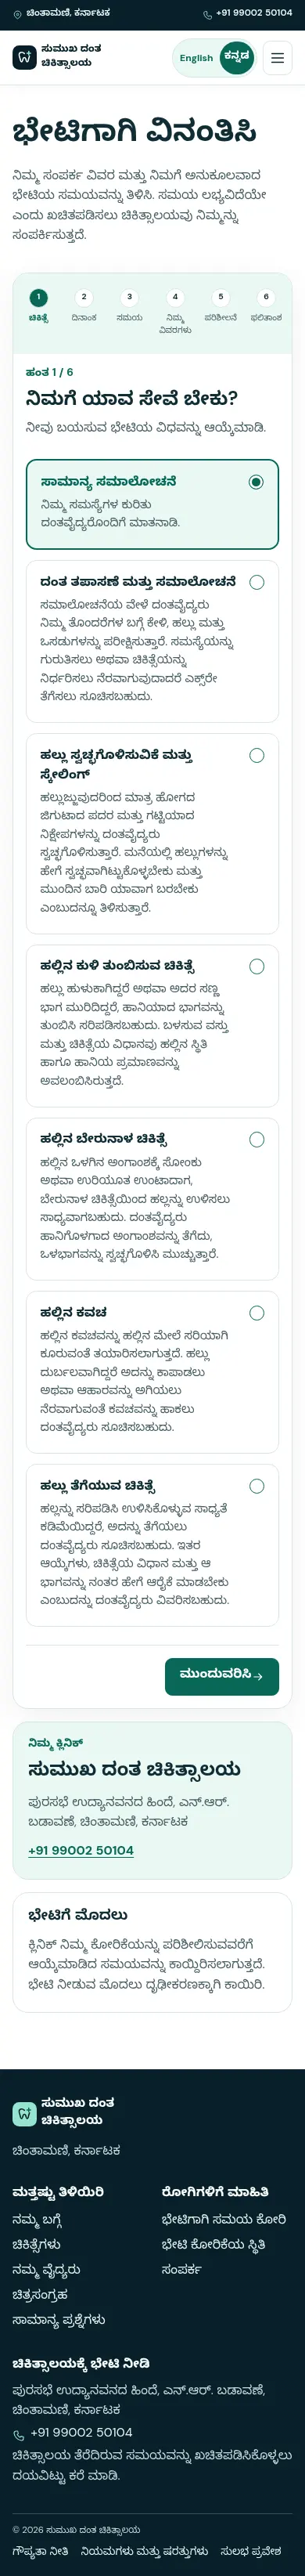 ಚಿಂತಾಮಣಿ, ಕರ್ನಾಟಕ
+91 99002 50104
ಸುಮುಖ ದಂತ
ಚಿಕಿತ್ಸಾಲಯ
English
ಕನ್ನಡ
ಭೇಟಿಗಾಗಿ ವಿನಂತಿಸಿ
ನಿಮ್ಮ ಸಂಪರ್ಕ ವಿವರ ಮತ್ತು ನಿಮಗೆ ಅನುಕೂಲವಾದ
ಭೇಟಿಯ ಸಮಯವನ್ನು ತಿಳಿಸಿ. ಸಮಯ ಲಭ್ಯವಿದೆಯೇ
ಎಂದು ಖಚಿತಪಡಿಸಲು ಚಿಕಿತ್ಸಾಲಯವು ನಿಮ್ಮನ್ನು
ಸಂಪರ್ಕಿಸುತ್ತದೆ.
1
2
3
4
5
6
ಚಿಕಿತ್ಸೆ
ದಿನಾಂಕ
ಸಮಯ
ನಿಮ್ಮ
ವಿವರಗಳು
ಪರಿಶೀಲನೆ
ಫಲಿತಾಂಶ
ಹಂತ 1 / 6
ನಿಮಗೆ ಯಾವ ಸೇವೆ ಬೇಕು?
ನೀವು ಬಯಸುವ ಭೇಟಿಯ ವಿಧವನ್ನು ಆಯ್ಕೆಮಾಡಿ.
ಸಾಮಾನ್ಯ ಸಮಾಲೋಚನೆ
ನಿಮ್ಮ ಸಮಸ್ಯೆಗಳ ಕುರಿತು
ದಂತವೈದ್ಯರೊಂದಿಗೆ ಮಾತನಾಡಿ.
ದಂತ ತಪಾಸಣೆ ಮತ್ತು ಸಮಾಲೋಚನೆ
ಸಮಾಲೋಚನೆಯ ವೇಳೆ ದಂತವೈದ್ಯರು
ನಿಮ್ಮ ತೊಂದರೆಗಳ ಬಗ್ಗೆ ಕೇಳಿ, ಹಲ್ಲು ಮತ್ತು
ಒಸಡುಗಳನ್ನು ಪರೀಕ್ಷಿಸುತ್ತಾರೆ. ಸಮಸ್ಯೆಯನ್ನು
ಗುರುತಿಸಲು ಅಥವಾ ಚಿಕಿತ್ಸೆಯನ್ನು
ನಿರ್ಧರಿಸಲು ನೆರವಾಗುವುದಾದರೆ ಎಕ್ಸ್‌ರೇ
ತೆಗೆಸಲು ಸೂಚಿಸಬಹುದು.
ಹಲ್ಲು ಸ್ವಚ್ಛಗೊಳಿಸುವಿಕೆ ಮತ್ತು
ಸ್ಕೇಲಿಂಗ್
ಹಲ್ಲುಜ್ಜುವುದರಿಂದ ಮಾತ್ರ ಹೋಗದ
ಜಿಗುಟಾದ ಪದರ ಮತ್ತು ಗಟ್ಟಿಯಾದ
ನಿಕ್ಷೇಪಗಳನ್ನು ದಂತವೈದ್ಯರು
ಸ್ವಚ್ಛಗೊಳಿಸುತ್ತಾರೆ. ಮನೆಯಲ್ಲಿ ಹಲ್ಲುಗಳನ್ನು
ಹೇಗೆ ಸ್ವಚ್ಛವಾಗಿಟ್ಟುಕೊಳ್ಳಬೇಕು ಮತ್ತು
ಮುಂದಿನ ಬಾರಿ ಯಾವಾಗ ಬರಬೇಕು
ಎಂಬುದನ್ನೂ ತಿಳಿಸುತ್ತಾರೆ.
ಹಲ್ಲಿನ ಕುಳಿ ತುಂಬಿಸುವ ಚಿಕಿತ್ಸೆ
ಹಲ್ಲು ಹುಳುಕಾಗಿದ್ದರೆ ಅಥವಾ ಅದರ ಸಣ್ಣ
ಭಾಗ ಮುರಿದಿದ್ದರೆ, ಹಾನಿಯಾದ ಭಾಗವನ್ನು
ತುಂಬಿಸಿ ಸರಿಪಡಿಸಬಹುದು. ಬಳಸುವ ವಸ್ತು
ಮತ್ತು ಚಿಕಿತ್ಸೆಯ ವಿಧಾನವು ಹಲ್ಲಿನ ಸ್ಥಿತಿ
ಹಾಗೂ ಹಾನಿಯ ಪ್ರಮಾಣವನ್ನು
ಅವಲಂಬಿಸಿರುತ್ತದೆ.
ಹಲ್ಲಿನ ಬೇರುನಾಳ ಚಿಕಿತ್ಸೆ
ಹಲ್ಲಿನ ಒಳಗಿನ ಅಂಗಾಂಶಕ್ಕೆ ಸೋಂಕು
ಅಥವಾ ಉರಿಯೂತ ಉಂಟಾದಾಗ,
ಬೇರುನಾಳ ಚಿಕಿತ್ಸೆಯಿಂದ ಹಲ್ಲನ್ನು ಉಳಿಸಲು
ಸಾಧ್ಯವಾಗಬಹುದು. ದಂತವೈದ್ಯರು
ಹಾನಿಗೊಳಗಾದ ಅಂಗಾಂಶವನ್ನು ತೆಗೆದು,
ಒಳಭಾಗವನ್ನು ಸ್ವಚ್ಛಗೊಳಿಸಿ ಮುಚ್ಚುತ್ತಾರೆ.
ಹಲ್ಲಿನ ಕವಚ
ಹಲ್ಲಿನ ಕವಚವನ್ನು ಹಲ್ಲಿನ ಮೇಲೆ ಸರಿಯಾಗಿ
ಕೂರುವಂತೆ ತಯಾರಿಸಲಾಗುತ್ತದೆ. ಹಲ್ಲು
ದುರ್ಬಲವಾಗಿದ್ದರೆ ಅದನ್ನು ಕಾಪಾಡಲು
ಅಥವಾ ಆಹಾರವನ್ನು ಅಗಿಯಲು
ನೆರವಾಗುವಂತೆ ಕವಚವನ್ನು ಹಾಕಲು
ದಂತವೈದ್ಯರು ಸೂಚಿಸಬಹುದು.
ಹಲ್ಲು ತೆಗೆಯುವ ಚಿಕಿತ್ಸೆ
ಹಲ್ಲನ್ನು ಸರಿಪಡಿಸಿ ಉಳಿಸಿಕೊಳ್ಳುವ ಸಾಧ್ಯತೆ
ಕಡಿಮೆಯಿದ್ದರೆ, ಅದನ್ನು ತೆಗೆಯಲು
ದಂತವೈದ್ಯರು ಸೂಚಿಸಬಹುದು. ಇತರ
ಆಯ್ಕೆಗಳು, ಚಿಕಿತ್ಸೆಯ ವಿಧಾನ ಮತ್ತು ಆ
ಭಾಗವನ್ನು ನಂತರ ಹೇಗೆ ಆರೈಕೆ ಮಾಡಬೇಕು
ಎಂಬುದನ್ನು ದಂತವೈದ್ಯರು ವಿವರಿಸಬಹುದು.
ಮುಂದುವರಿಸಿ →
ನಿಮ್ಮ ಕ್ಲಿನಿಕ್
ಸುಮುಖ ದಂತ ಚಿಕಿತ್ಸಾಲಯ
ಪುರಸಭೆ ಉದ್ಯಾನವನದ ಹಿಂದೆ, ಎನ್.ಆರ್.
ಬಡಾವಣೆ, ಚಿಂತಾಮಣಿ, ಕರ್ನಾಟಕ
+91 99002 50104
ಭೇಟಿಗೆ ಮೊದಲು
ಕ್ಲಿನಿಕ್ ನಿಮ್ಮ ಕೋರಿಕೆಯನ್ನು ಪರಿಶೀಲಿಸುವವರೆಗೆ
ಆಯ್ಕೆಮಾಡಿದ ಸಮಯವನ್ನು ಕಾಯ್ದಿರಿಸಲಾಗುತ್ತದೆ.
ಭೇಟಿ ನೀಡುವ ಮೊದಲು ದೃಢೀಕರಣಕ್ಕಾಗಿ ಕಾಯಿರಿ.
ಸುಮುಖ ದಂತ
ಚಿಕಿತ್ಸಾಲಯ
ಚಿಂತಾಮಣಿ, ಕರ್ನಾಟಕ
ಮತ್ತಷ್ಟು ತಿಳಿಯಿರಿ
ನಮ್ಮ ಬಗ್ಗೆ
ಚಿಕಿತ್ಸೆಗಳು
ನಮ್ಮ ವೈದ್ಯರು
ಚಿತ್ರಸಂಗ್ರಹ
ಸಾಮಾನ್ಯ ಪ್ರಶ್ನೆಗಳು
ರೋಗಿಗಳಿಗೆ ಮಾಹಿತಿ
ಭೇಟಿಗಾಗಿ ಸಮಯ ಕೋರಿ
ಭೇಟಿ ಕೋರಿಕೆಯ ಸ್ಥಿತಿ
ಸಂಪರ್ಕ
ಚಿಕಿತ್ಸಾಲಯಕ್ಕೆ ಭೇಟಿ ನೀಡಿ
ಪುರಸಭೆ ಉದ್ಯಾನವನದ ಹಿಂದೆ, ಎನ್.ಆರ್. ಬಡಾವಣೆ,
ಚಿಂತಾಮಣಿ, ಕರ್ನಾಟಕ
+91 99002 50104
ಚಿಕಿತ್ಸಾಲಯ ತೆರೆದಿರುವ ಸಮಯವನ್ನು ಖಚಿತಪಡಿಸಿಕೊಳ್ಳಲು
ದಯವಿಟ್ಟು ಕರೆ ಮಾಡಿ.
© 2026 ಸುಮುಖ ದಂತ ಚಿಕಿತ್ಸಾಲಯ
ಗೌಪ್ಯತಾ ನೀತಿ
ನಿಯಮಗಳು ಮತ್ತು ಷರತ್ತುಗಳು
ಸುಲಭ ಪ್ರವೇಶ